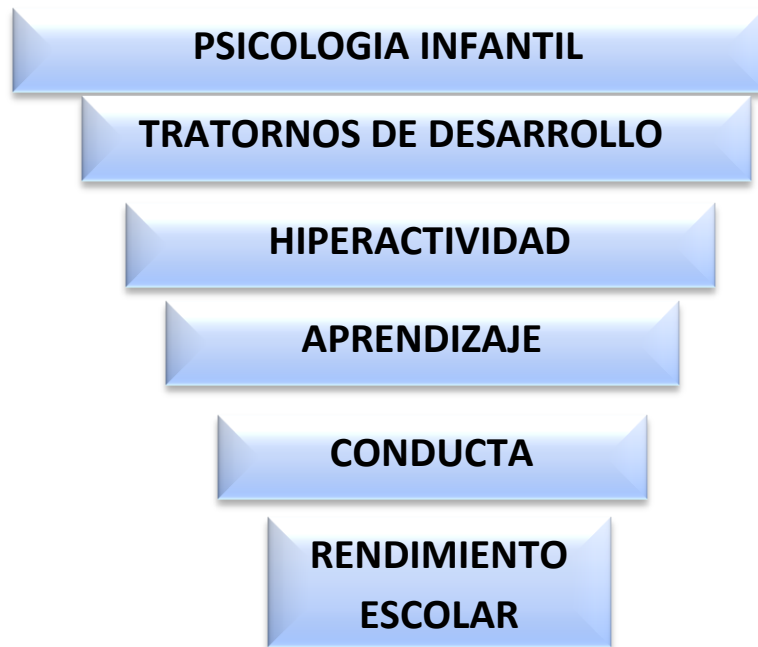 PSICOLOGIA INFANTIL
TRATORNOS DE DESARROLLO
HIPERACTIVIDAD
APRENDIZAJE
CONDUCTA
RENDIMIENTO
ESCOLAR